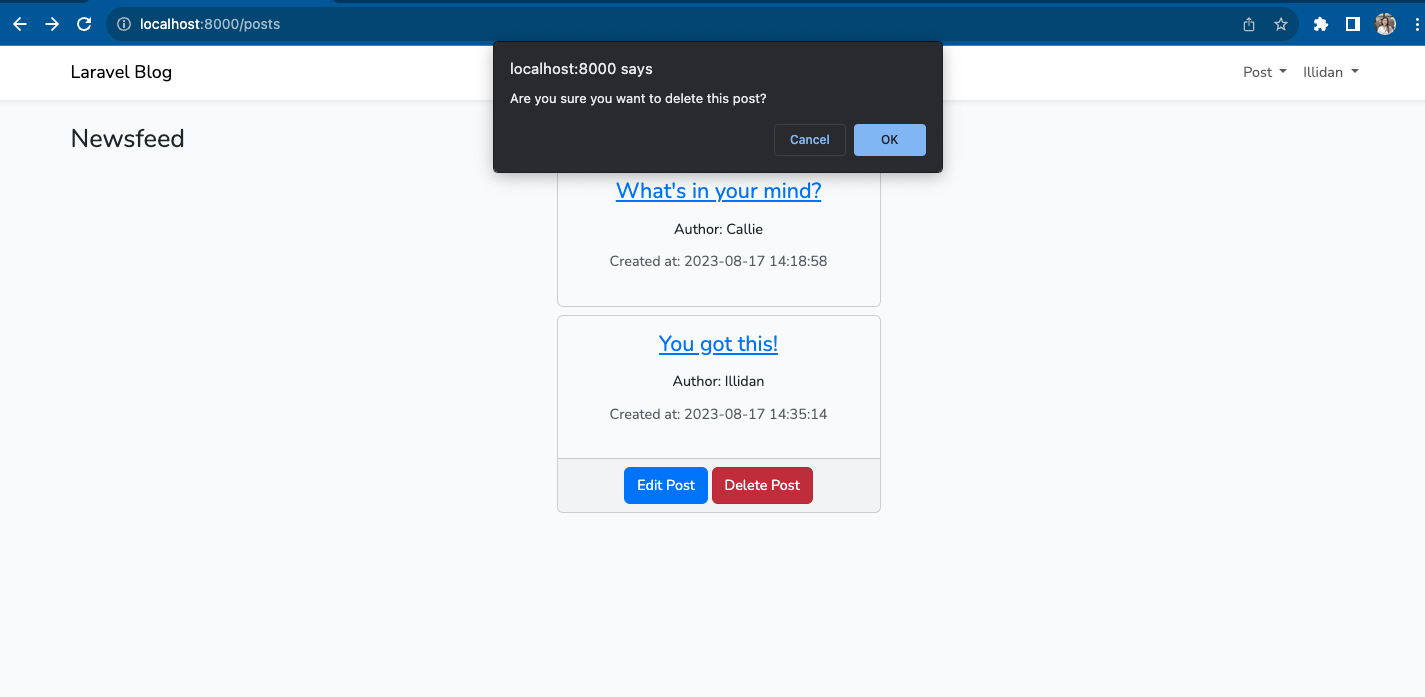 localhost:8000/posts
Laravel Blog
Post
Illidan
localhost:8000 says
Are you sure you want to delete this post?
Cancel
OK
Newsfeed
What's in your mind?
Author: Callie
Created at: 2023-08-17 14:18:58
You got this!
Author: Illidan
Created at: 2023-08-17 14:35:14
Edit Post
Delete Post